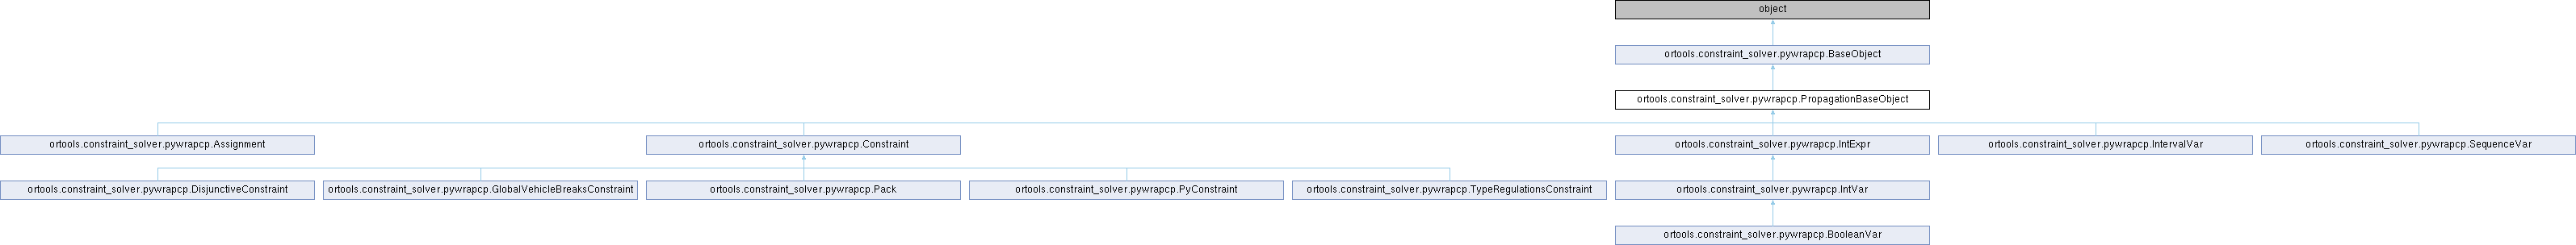 object
ortools.constraint_solver.pywrapcp.BaseObject
ortools.constraint_solver.pywrapcp.PropagationBaseObject
ortools.constraint_solver.pywrapcp.Assignment
ortools.constraint_solver.pywrapcp.Constraint
ortools.constraint_solver.pywrapcp.IntExpr
ortools.constraint_solver.pywrapcp.IntervalVar
ortools.constraint_solver.pywrapcp.SequenceVar
ortools.constraint_solver.pywrapcp.DisjunctiveConstraint
ortools.constraint_solver.pywrapcp.GlobalVehicleBreaksConstraint
ortools.constraint_solver.pywrapcp.Pack
ortools.constraint_solver.pywrapcp.PyConstraint
ortools.constraint_solver.pywrapcp.TypeRegulationsConstraint
ortools.constraint_solver.pywrapcp.IntVar
ortools.constraint_solver.pywrapcp.BooleanVar